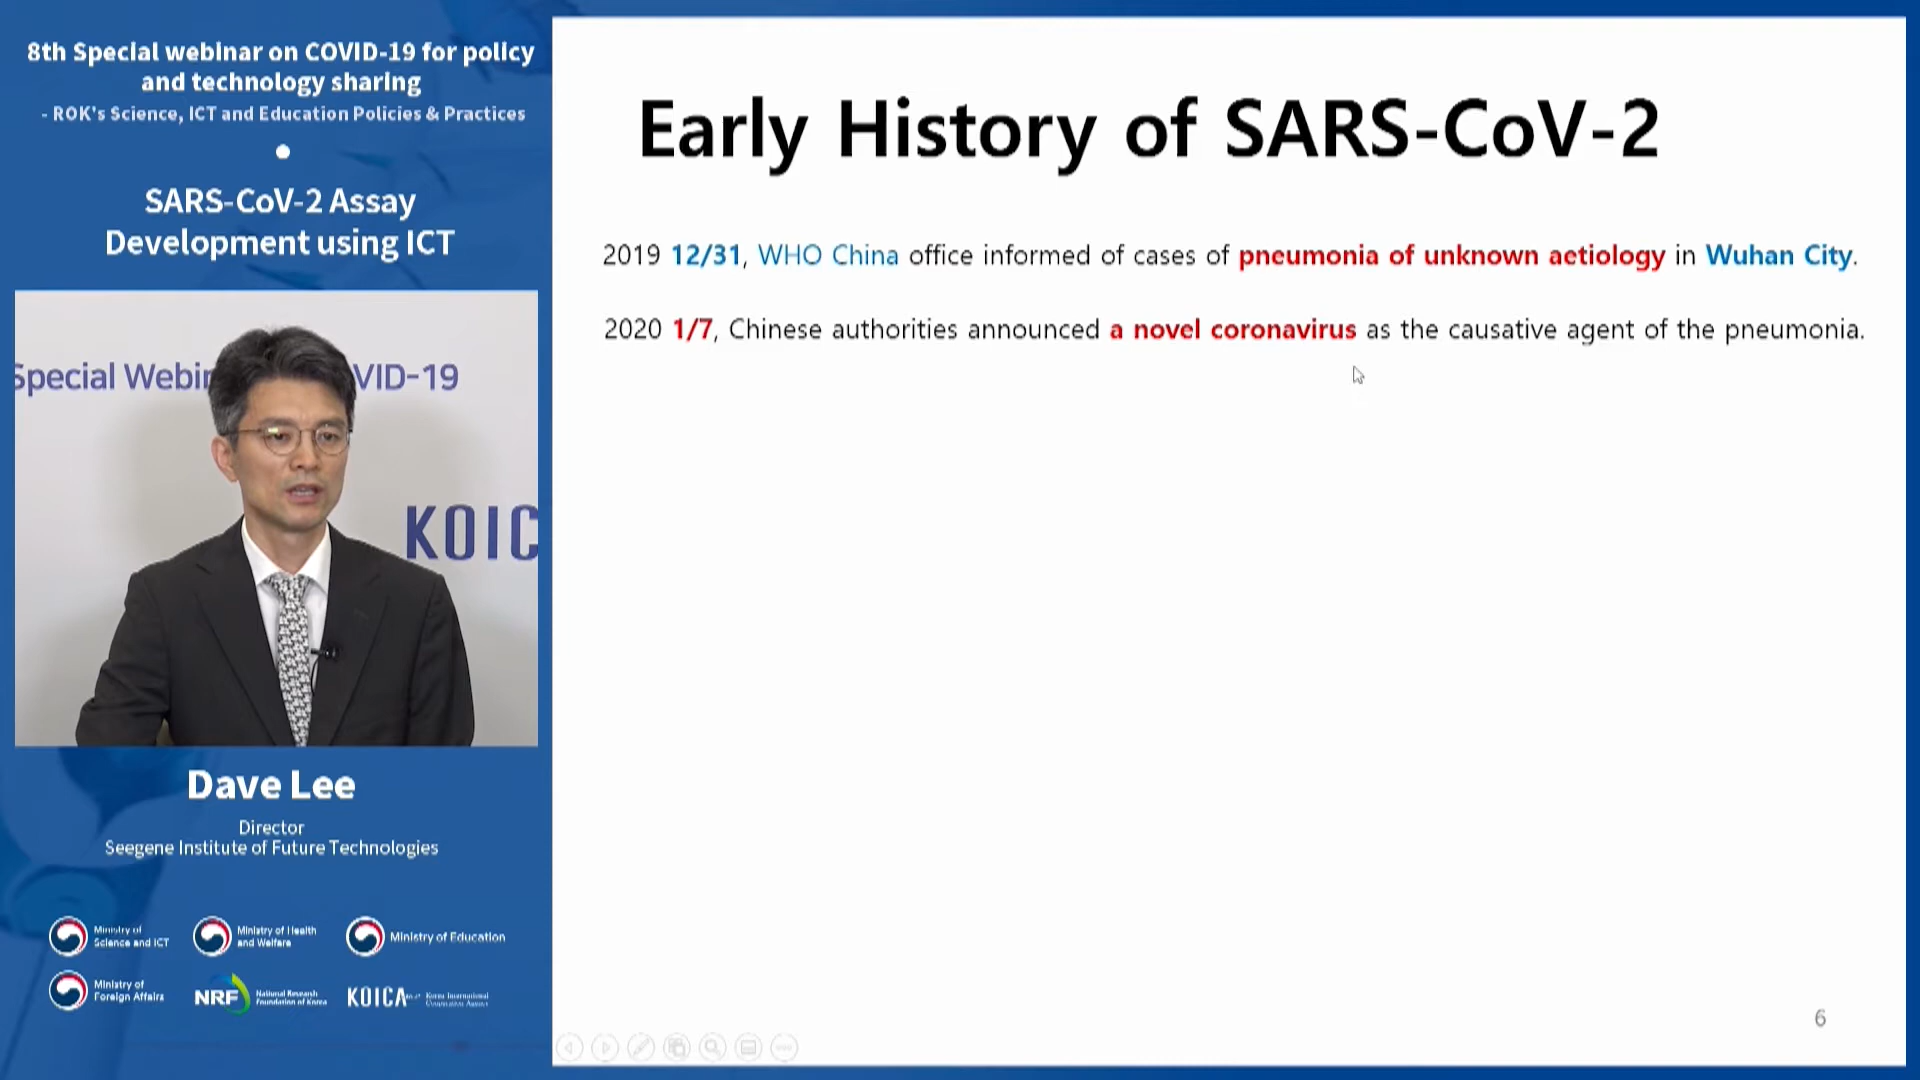 8th Special webinar on COVID-19 for policy
and technology sharing
- ROK's Science, ICT and Education Policies & Practices
SARS-CoV-2 Assay
Development using ICT
Special Webin
VID-19
KOIC
Dave Lee
Director
Seegene Institute of Future Technologies
Ministry of
Science and ICT
Ministry of Health
and Welfare
Ministry of Education
Ministry of
Foreign Affairs
NRF
National Research
Foundation of Korea
KOICA
Korea International
Cooperation Agency
Early History of SARS-CoV-2
2019 12/31, WHO China office informed of cases of pneumonia of unknown aetiology in Wuhan City.
2020 1/7, Chinese authorities announced a novel coronavirus as the causative agent of the pneumonia.
6